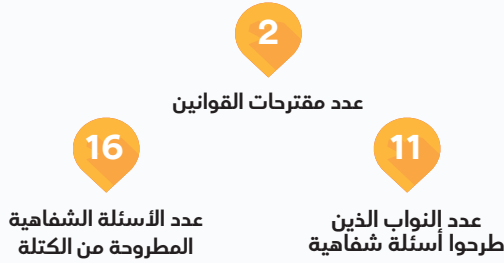 2
عدد مقترحات القوانين
11
عدد النواب الذين
طرحوا أسئلة شفاهية
16
عدد الأسئلة الشفاهية
المطروحة من الكتلة